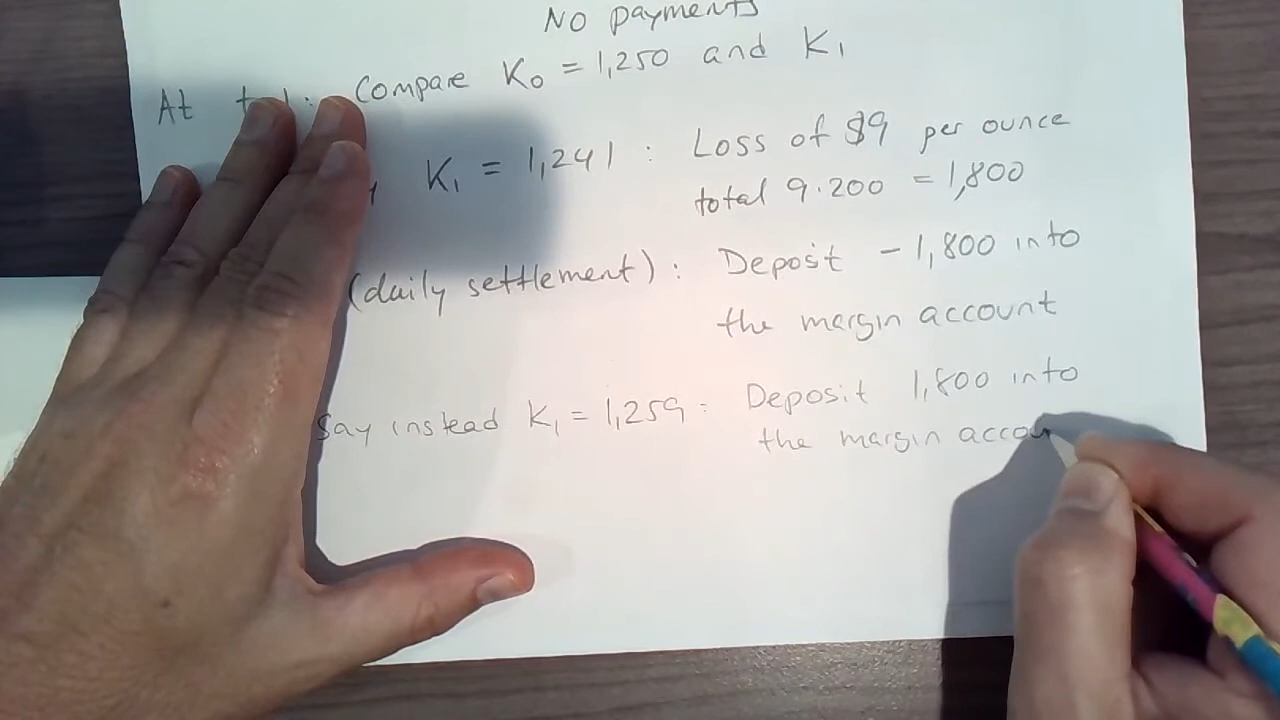 No payments
At t=1: Compare K₀ = 1,250 and K₁
K₁ = 1,241 : Loss of $9 per ounce
total 9·200 = 1,800
(daily settlement) : Deposit - 1,800 into
the margin account
Say instead K₁ = 1,259 : Deposit 1,800 into
the margin accou